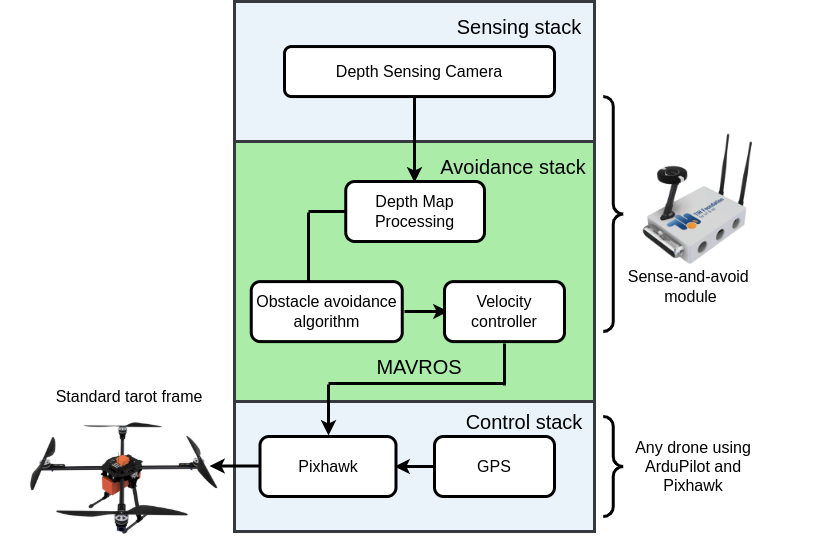 Sensing stack
Depth Sensing Camera
Avoidance stack
Depth Map
Processing
Obstacle avoidance
algorithm
Velocity
controller
MAVROS
Sense-and-avoid
module
Standard tarot frame
Control stack
Pixhawk
GPS
Any drone using
ArduPilot and
Pixhawk